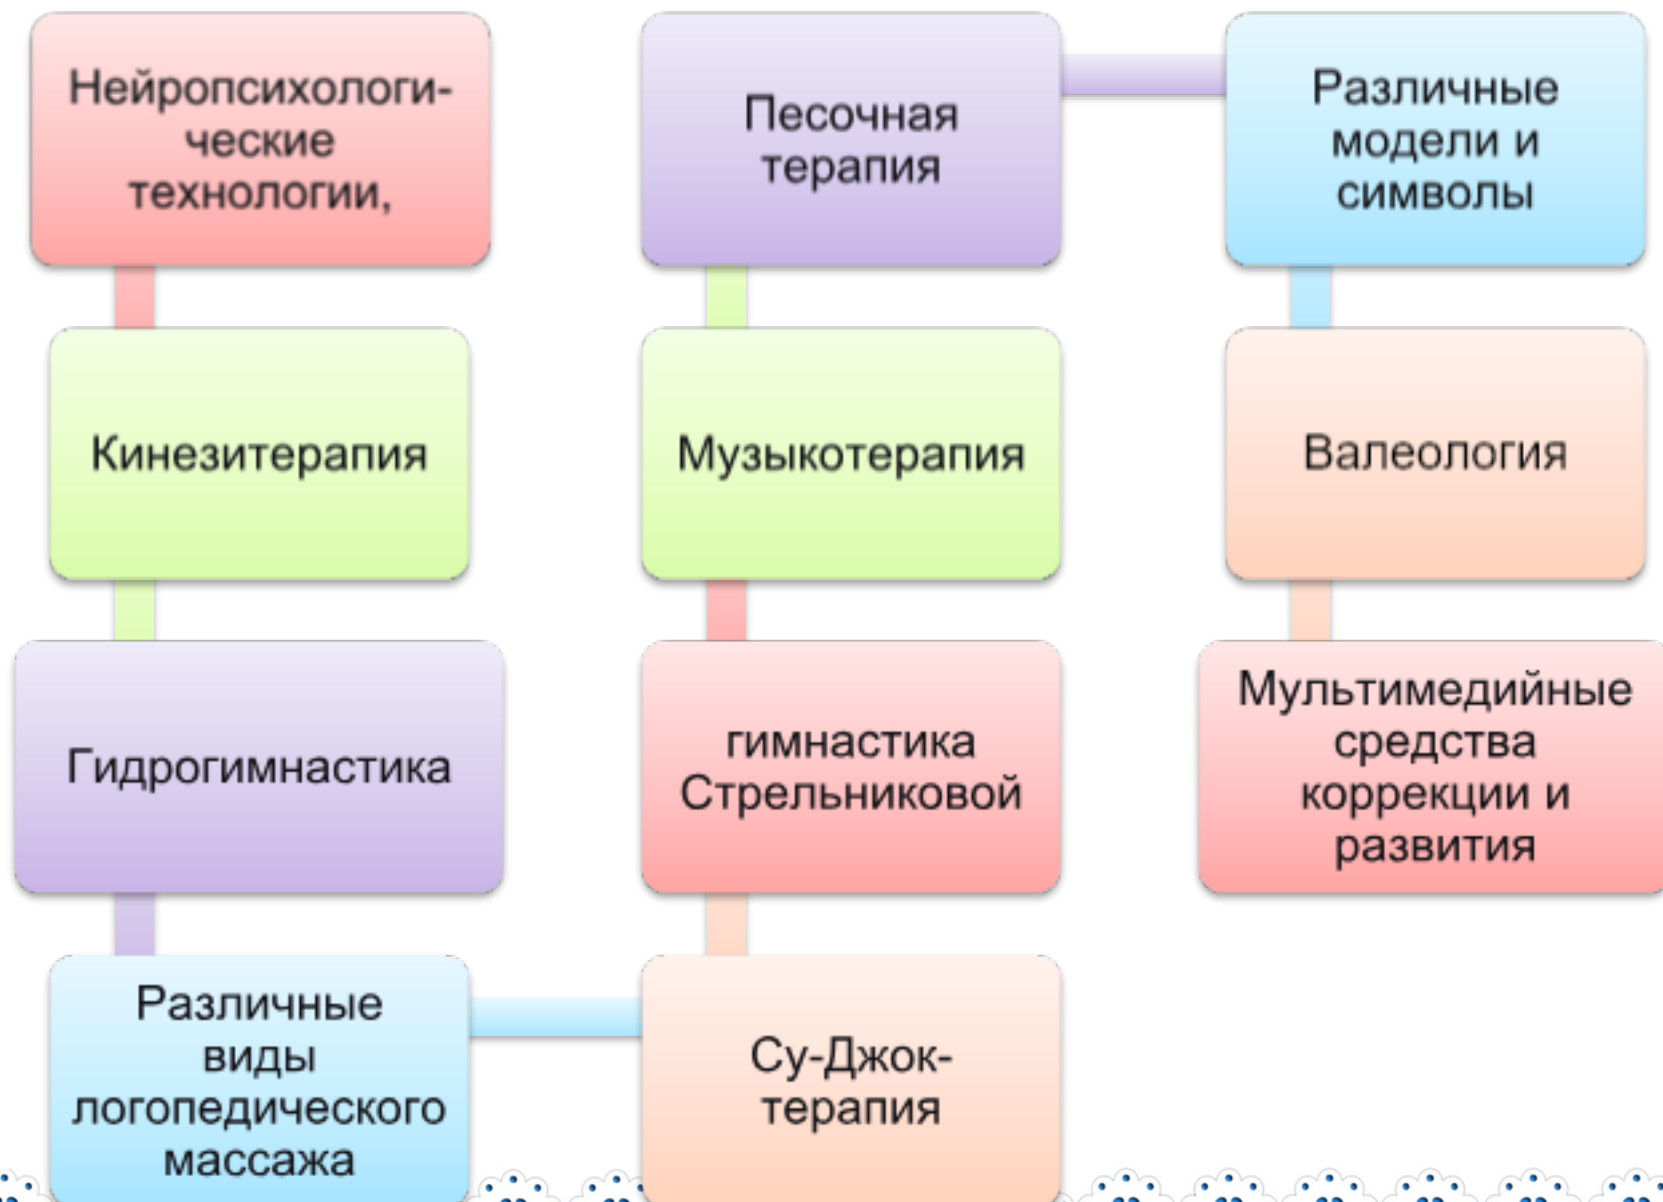 Нейропсихологи-
ческие
технологии,
Кинезитерапия
Гидрогимнастика
Различные
виды
логопедического
массажа
Су-Джок-
терапия
гимнастика
Стрельниковой
Музыкотерапия
Песочная
терапия
Различные
модели и
символы
Валеология
Мультимедийные
средства
коррекции и
развития